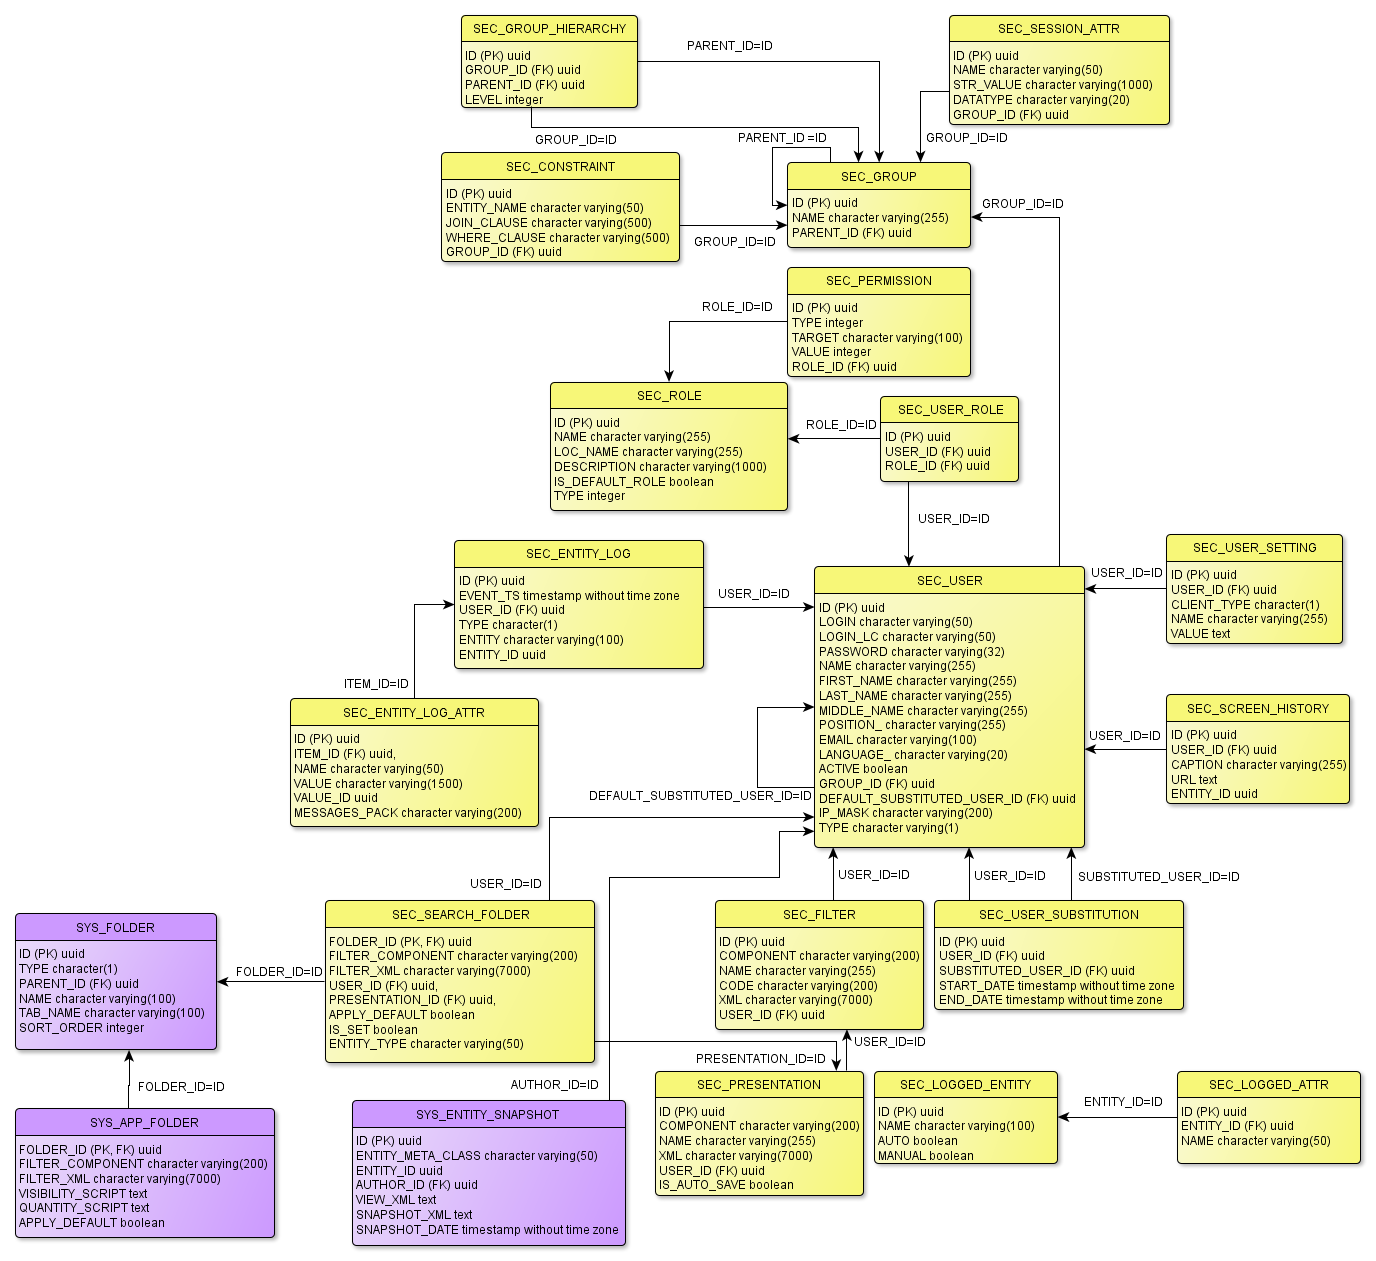 SEC_GROUP_HIERARCHY
ID (PK) uuid
GROUP_ID (FK) uuid
PARENT_ID (FK) uuid
LEVEL integer
PARENT_ID=ID
SEC_SESSION_ATTR
ID (PK) uuid
NAME character varying(50)
STR_VALUE character varying(1000)
DATATYPE character varying(20)
GROUP_ID (FK) uuid
GROUP_ID=ID
PARENT_ID =ID
GROUP_ID=ID
SEC_CONSTRAINT
ID (PK) uuid
ENTITY_NAME character varying(50)
JOIN_CLAUSE character varying(500)
WHERE_CLAUSE character varying(500)
GROUP_ID (FK) uuid
GROUP_ID=ID
SEC_GROUP
ID (PK) uuid
NAME character varying(255)
PARENT_ID (FK) uuid
GROUP_ID=ID
SEC_PERMISSION
ID (PK) uuid
TYPE integer
TARGET character varying(100)
VALUE integer
ROLE_ID (FK) uuid
ROLE_ID=ID
SEC_ROLE
ID (PK) uuid
NAME character varying(255)
LOC_NAME character varying(255)
DESCRIPTION character varying(1000)
IS_DEFAULT_ROLE boolean
TYPE integer
ROLE_ID=ID
SEC_USER_ROLE
ID (PK) uuid
USER_ID (FK) uuid
ROLE_ID (FK) uuid
USER_ID=ID
SEC_ENTITY_LOG
ID (PK) uuid
EVENT_TS timestamp without time zone
USER_ID (FK) uuid
TYPE character(1)
ENTITY character varying(100)
ENTITY_ID uuid
USER_ID=ID
SEC_USER
ID (PK) uuid
LOGIN character varying(50)
LOGIN_LC character varying(50)
PASSWORD character varying(32)
NAME character varying(255)
FIRST_NAME character varying(255)
LAST_NAME character varying(255)
MIDDLE_NAME character varying(255)
POSITION_ character varying(255)
EMAIL character varying(100)
LANGUAGE_ character varying(20)
ACTIVE boolean
GROUP_ID (FK) uuid
DEFAULT_SUBSTITUTED_USER_ID (FK) uuid
IP_MASK character varying(200)
TYPE character varying(1)
USER_ID=ID
SEC_USER_SETTING
ID (PK) uuid
USER_ID (FK) uuid
CLIENT_TYPE character(1)
NAME character varying(255)
VALUE text
ITEM_ID=ID
SEC_ENTITY_LOG_ATTR
ID (PK) uuid
ITEM_ID (FK) uuid,
NAME character varying(50)
VALUE character varying(1500)
VALUE_ID uuid
MESSAGES_PACK character varying(200)
USER_ID=ID
SEC_SCREEN_HISTORY
ID (PK) uuid
USER_ID (FK) uuid
CAPTION character varying(255)
URL text
ENTITY_ID uuid
DEFAULT_SUBSTITUTED_USER_ID=ID
USER_ID=ID
USER_ID=ID
USER_ID=ID
SUBSTITUTED_USER_ID=ID
SYS_FOLDER
ID (PK) uuid
TYPE character(1)
PARENT_ID (FK) uuid
NAME character varying(100)
TAB_NAME character varying(100)
SORT_ORDER integer
FOLDER_ID=ID
SEC_SEARCH_FOLDER
FOLDER_ID (PK, FK) uuid
FILTER_COMPONENT character varying(200)
FILTER_XML character varying(7000)
USER_ID (FK) uuid,
PRESENTATION_ID (FK) uuid,
APPLY_DEFAULT boolean
IS_SET boolean
ENTITY_TYPE character varying(50)
SEC_FILTER
ID (PK) uuid
COMPONENT character varying(200)
NAME character varying(255)
CODE character varying(200)
XML character varying(7000)
USER_ID (FK) uuid
SEC_USER_SUBSTITUTION
ID (PK) uuid
USER_ID (FK) uuid
SUBSTITUTED_USER_ID (FK) uuid
START_DATE timestamp without time zone
END_DATE timestamp without time zone
USER_ID=ID
PRESENTATION_ID=ID
AUTHOR_ID=ID
FOLDER_ID=ID
SYS_APP_FOLDER
FOLDER_ID (PK, FK) uuid
FILTER_COMPONENT character varying(200)
FILTER_XML character varying(7000)
VISIBILITY_SCRIPT text
QUANTITY_SCRIPT text
APPLY_DEFAULT boolean
SYS_ENTITY_SNAPSHOT
ID (PK) uuid
ENTITY_META_CLASS character varying(50)
ENTITY_ID uuid
AUTHOR_ID (FK) uuid
VIEW_XML text
SNAPSHOT_XML text
SNAPSHOT_DATE timestamp without time zone
SEC_PRESENTATION
ID (PK) uuid
COMPONENT character varying(200)
NAME character varying(255)
XML character varying(7000)
USER_ID (FK) uuid
IS_AUTO_SAVE boolean
SEC_LOGGED_ENTITY
ID (PK) uuid
NAME character varying(100)
AUTO boolean
MANUAL boolean
ENTITY_ID=ID
SEC_LOGGED_ATTR
ID (PK) uuid
ENTITY_ID (FK) uuid
NAME character varying(50)